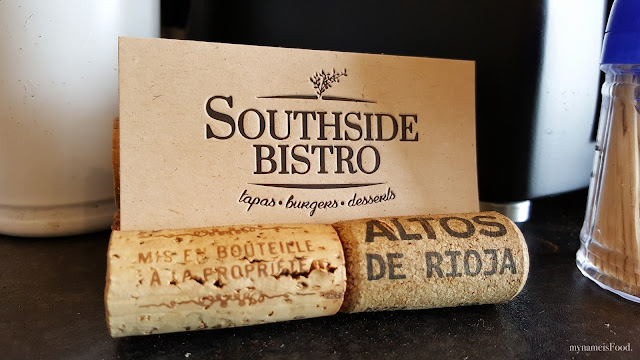 SOUTHSIDE
BISTRO
tapas • burgers • desserts
MIS EN BOUTEILLE
A LA PROPRIETE
ALTOS
DE RIOJA
mynameisFood.